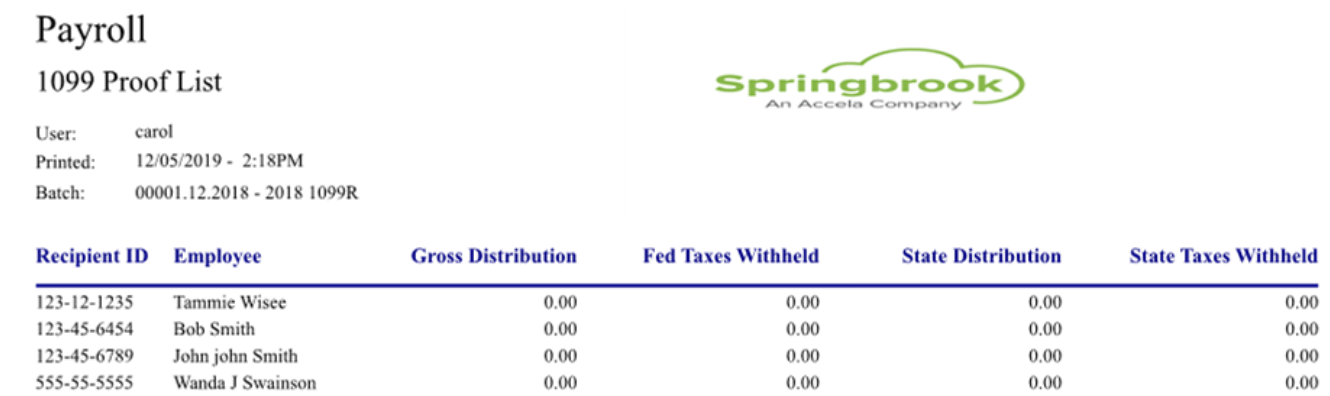 Payroll
1099 Proof List
Springbrook
An Accela Company
User: carol
Printed: 12/05/2019 - 2:18PM
Batch: 00001.12.2018 - 2018 1099R
Recipient ID Employee Gross Distribution Fed Taxes Withheld State Distribution State Taxes Withheld
123-12-1235 Tammie Wisee 0.00 0.00 0.00 0.00
123-45-6454 Bob Smith 0.00 0.00 0.00 0.00
123-45-6789 John john Smith 0.00 0.00 0.00 0.00
555-55-5555 Wanda J Swainson 0.00 0.00 0.00 0.00